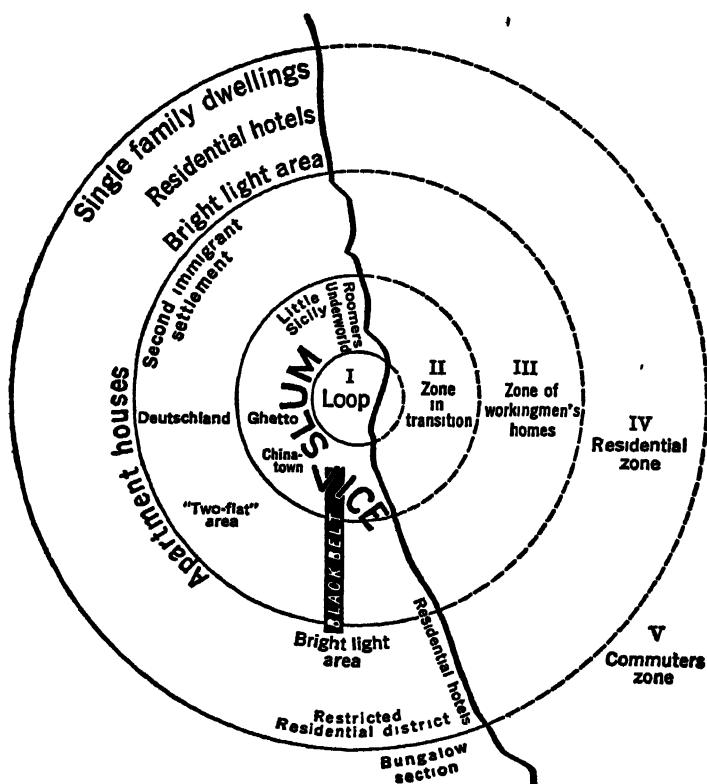 Single family dwellings
Residential hotels
Bright light area
Second immigrant
settlement
Little
Sicily
Roomers
Underworld
SLUM
I
Loop
II
Zone
in
transition
III
Zone of
workingmen's
homes
IV
Residential
zone
Apartment houses
Deutschland
Ghetto
China-
town
VICE
"Two-flat"
area
BLACK BELT
Bright light
area
Residential hotels
V
Commuters
zone
Restricted
Residential district
Bungalow
section